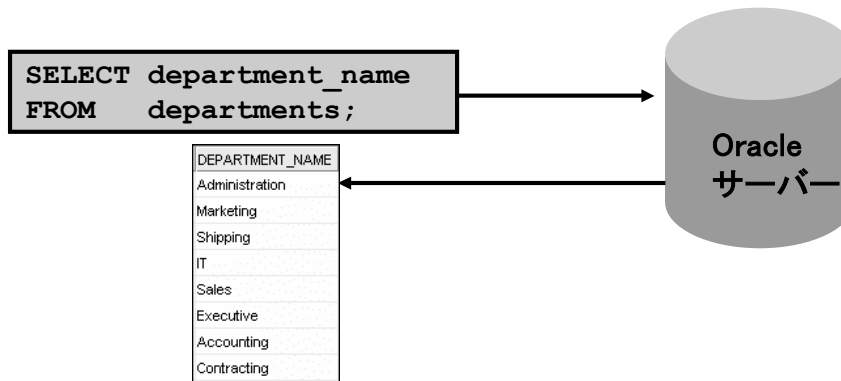 SELECT department_name
FROM departments;
Oracle
サーバー
DEPARTMENT_NAME
Administration
Marketing
Shipping
IT
Sales
Executive
Accounting
Contracting